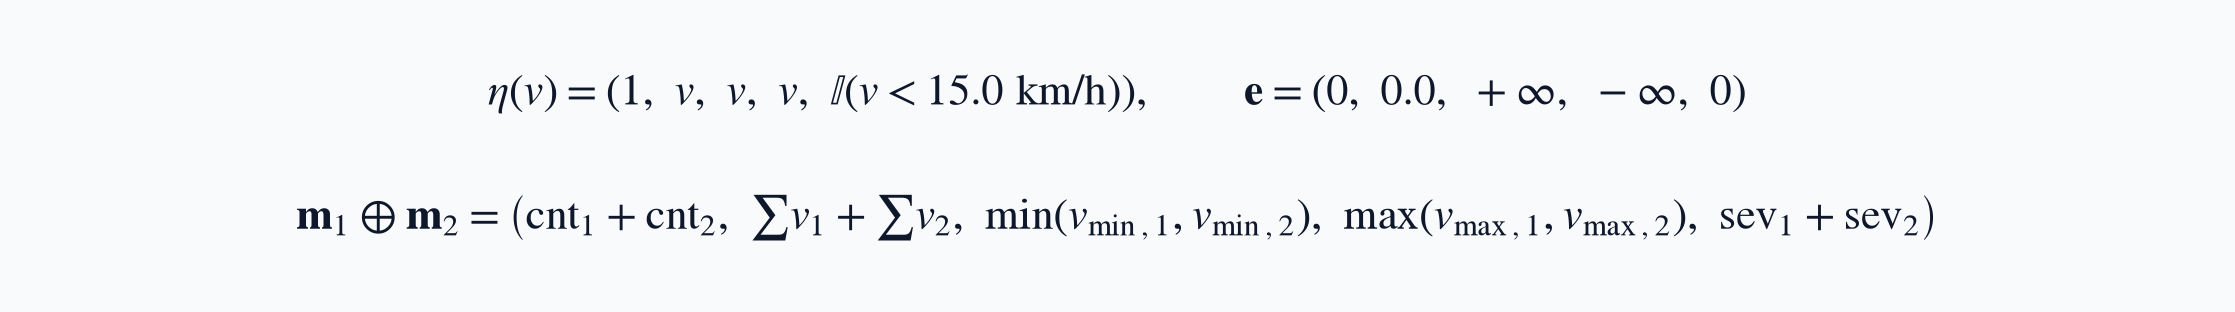 η(v) = (1, v, v, v, 𝕀(v < 15.0 km/h)), e = (0, 0.0, +∞, −∞, 0)
m₁ ⊕ m₂ = (cnt₁ + cnt₂, ∑v₁ + ∑v₂, min(v_min,1, v_min,2), max(v_max,1, v_max,2), sev₁ + sev₂)